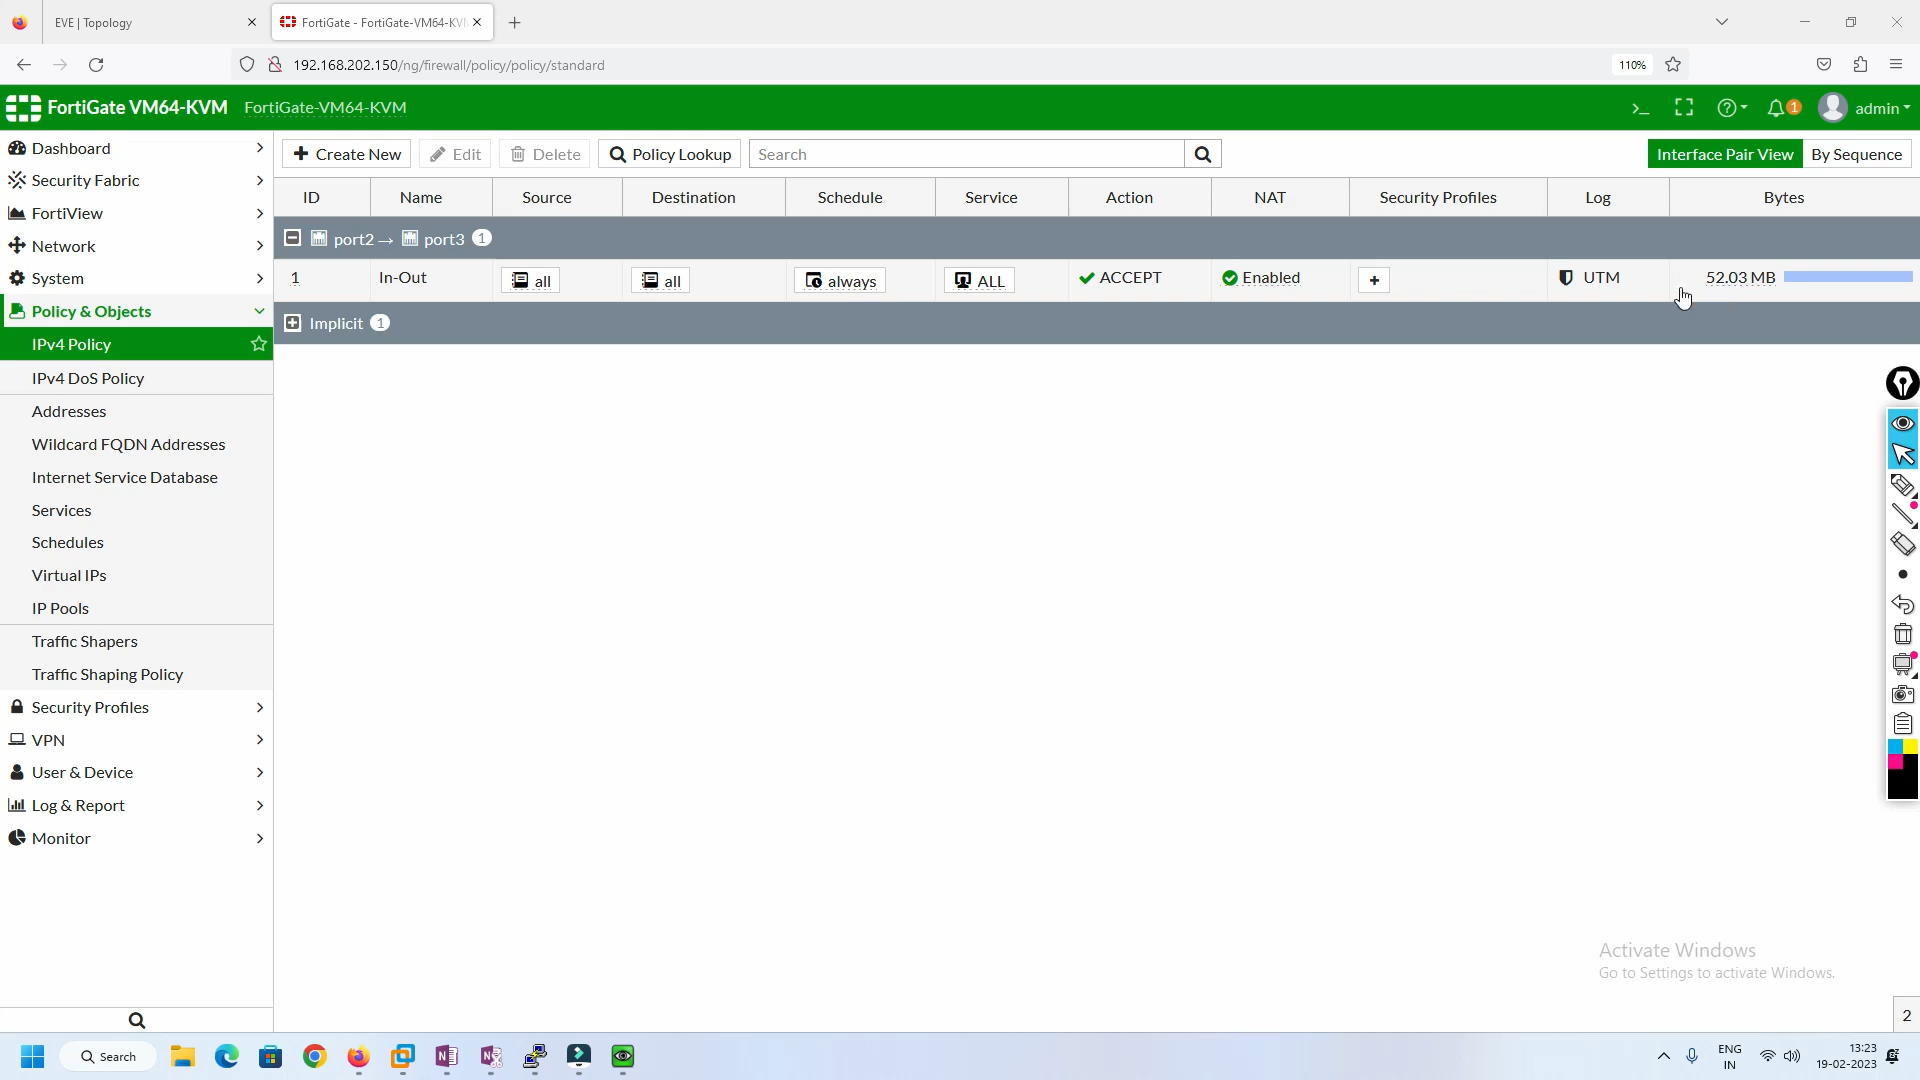 EVE | Topology
FortiGate - FortiGate-VM64-KV
192.168.202.150/ng/firewall/policy/policy/standard
110%
FortiGate VM64-KVM
FortiGate-VM64-KVM
1
admin
Dashboard
Security Fabric
FortiView
Network
System
Policy & Objects
IPv4 Policy
IPv4 DoS Policy
Addresses
Wildcard FQDN Addresses
Internet Service Database
Services
Schedules
Virtual IPs
IP Pools
Traffic Shapers
Traffic Shaping Policy
Security Profiles
VPN
User & Device
Log & Report
Monitor
Create New
Edit
Delete
Policy Lookup
Search
Interface Pair View
By Sequence
ID Name Source Destination Schedule Service Action NAT Security Profiles Log Bytes
port2 → port3 1
1 In-Out all all always ALL ACCEPT Enabled UTM 52.03 MB
Implicit 1
Activate Windows
Go to Settings to activate Windows.
2
Search
ENG
IN
13:23
19-02-2023